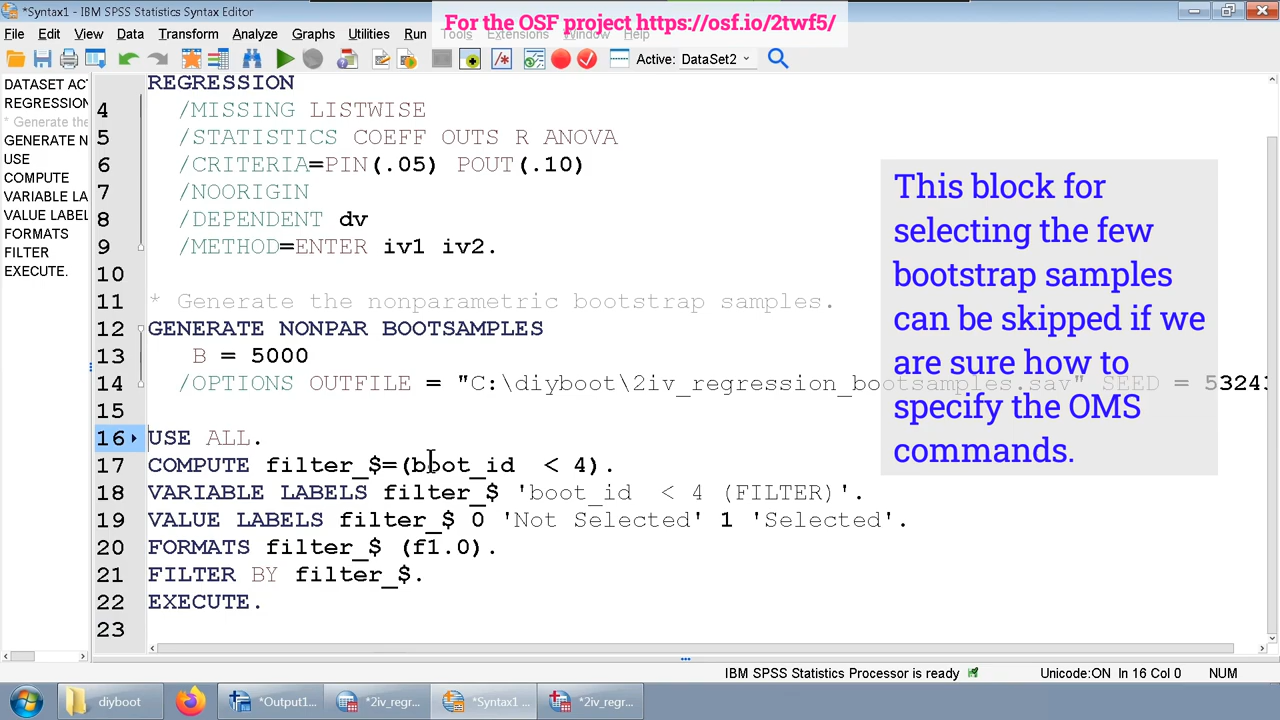 *Syntax1 - IBM SPSS Statistics Syntax Editor
For the OSF project https://osf.io/2twf5/
File Edit View Data Transform Analyze Graphs Utilities Run Tools Extensions Window Help
Active: DataSet2
DATASET AC
REGRESSION
* Generate the
GENERATE N
USE
COMPUTE
VARIABLE LA
VALUE LABEL
FORMATS
FILTER
EXECUTE.
REGRESSION
4 /MISSING LISTWISE
5 /STATISTICS COEFF OUTS R ANOVA
6 /CRITERIA=PIN(.05) POUT(.10)
7 /NOORIGIN
8 /DEPENDENT dv
9 /METHOD=ENTER iv1 iv2.
10
11 * Generate the nonparametric bootstrap samples.
12 GENERATE NONPAR BOOTSAMPLES
13 B = 5000
14 /OPTIONS OUTFILE = "C:\diyboot\2iv_regression_bootsamples.sav" SEED = 53243
15
16 USE ALL.
17 COMPUTE filter_$=(boot_id < 4).
18 VARIABLE LABELS filter_$ 'boot_id < 4 (FILTER)'.
19 VALUE LABELS filter_$ 0 'Not Selected' 1 'Selected'.
20 FORMATS filter_$ (f1.0).
21 FILTER BY filter_$.
22 EXECUTE.
23
This block for
selecting the few
bootstrap samples
can be skipped if we
are sure how to
specify the OMS
commands.
IBM SPSS Statistics Processor is ready
Unicode:ON In 16 Col 0 NUM
diyboot
*Output1...
*2iv_regr...
*Syntax1 ...
*2iv_regr...